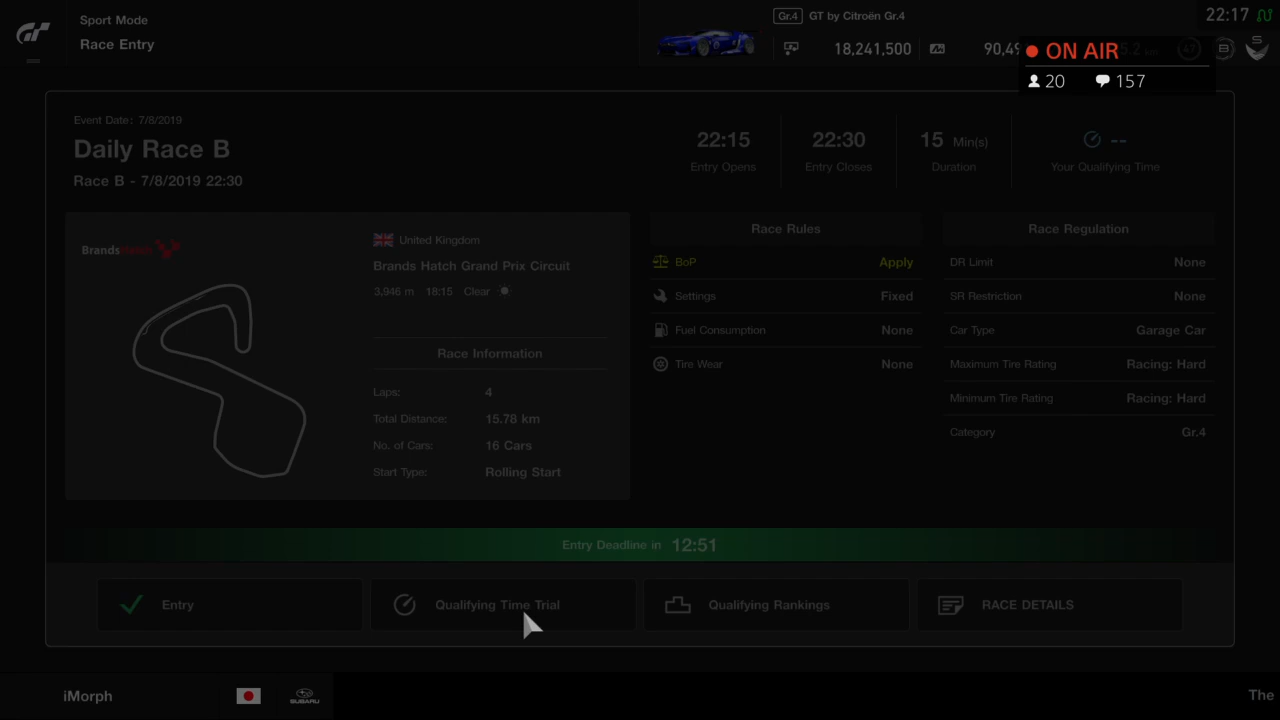 Sport Mode
Race Entry
Gr.4 GT by Citroën Gr.4
18,241,500
22:17
47 B S
ON AIR
20 157
Event Date: 7/8/2019
Daily Race B
Race B - 7/8/2019 22:30
22:15
Entry Opens
22:30
Entry Closes
15 Min(s)
Duration
--
Your Qualifying Time
Brands Hatch
United Kingdom
Brands Hatch Grand Prix Circuit
3,946 m 18:15 Clear
Race Information
Laps: 4
Total Distance: 15.78 km
No. of Cars: 16 Cars
Start Type: Rolling Start
Race Rules
BoP Apply
Settings Fixed
Fuel Consumption None
Tire Wear None
Race Regulation
DR Limit None
SR Restriction None
Car Type Garage Car
Maximum Tire Rating Racing: Hard
Minimum Tire Rating Racing: Hard
Category Gr.4
Entry Deadline in 12:51
Entry
Qualifying Time Trial
Qualifying Rankings
RACE DETAILS
iMorph
SUBARU
The